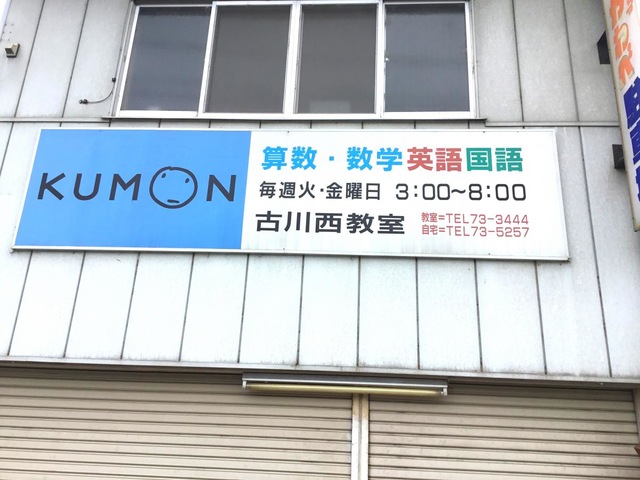 KUMON
算数・数学英語国語
毎週火・金曜日 3:00～8:00
古川西教室
教室=TEL73-3444
自宅=TEL73-5257